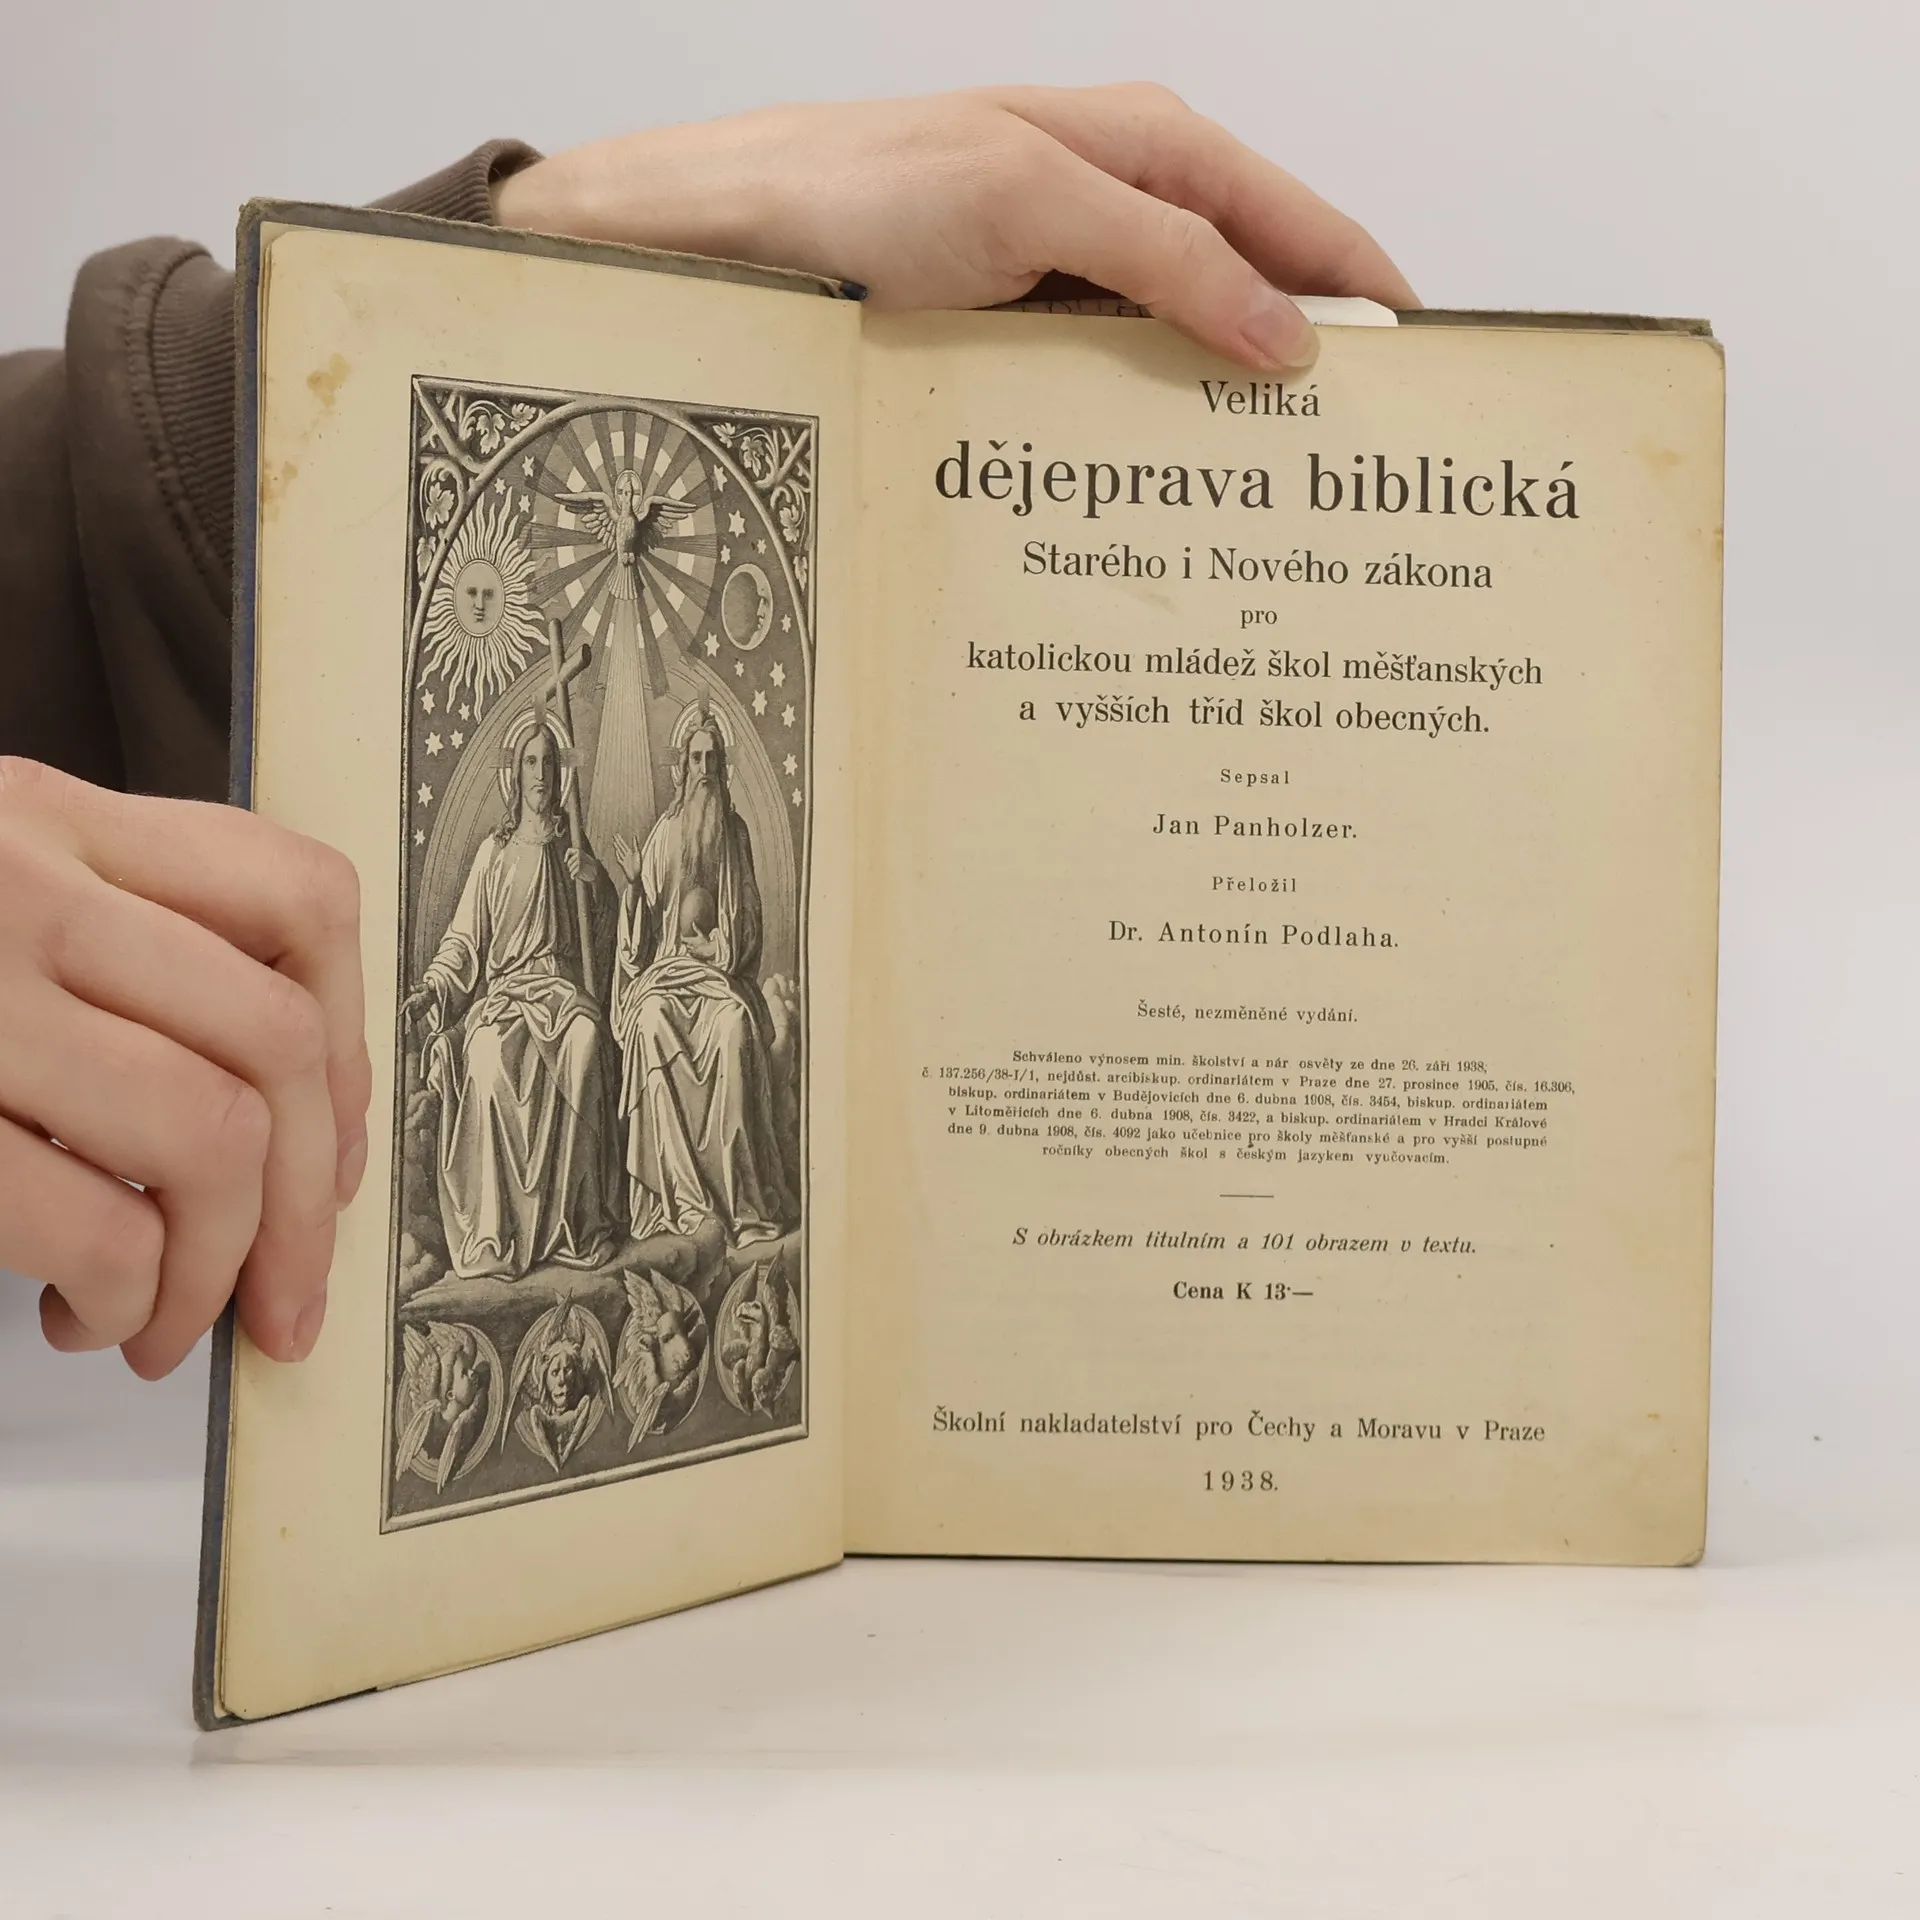 Veliká
dějeprava biblická
Starého i Nového zákona
pro
katolickou mládež škol měšťanských
a vyšších tříd škol obecných.
Sepsal
Jan Panholzer.
Přeložil
Dr. Antonín Podlaha.
Šesté, nezměněné vydání.
Schváleno výnosem min. školství a nár osvěty ze dne 26. září 1938,
č. 137.256/38-I/1, nejdůst. arcibiskup. ordinariátem v Praze dne 27. prosince 1905, čís. 16.306,
biskup. ordinariátem v Budějovicích dne 6. dubna 1908, čís. 3454, biskup. ordinariátem
v Litoměřicích dne 6. dubna 1908, čís. 3422, a biskup. ordinariátem v Hradci Králové
dne 9. dubna 1908, čís. 4092 jako učebnice pro školy měšťanské a pro vyšší postupné
ročníky obecných škol s českým jazykem vyučovacím.
S obrázkem titulním a 101 obrazem v textu.
Cena K 13·—
Školní nakladatelství pro Čechy a Moravu v Praze
1938.